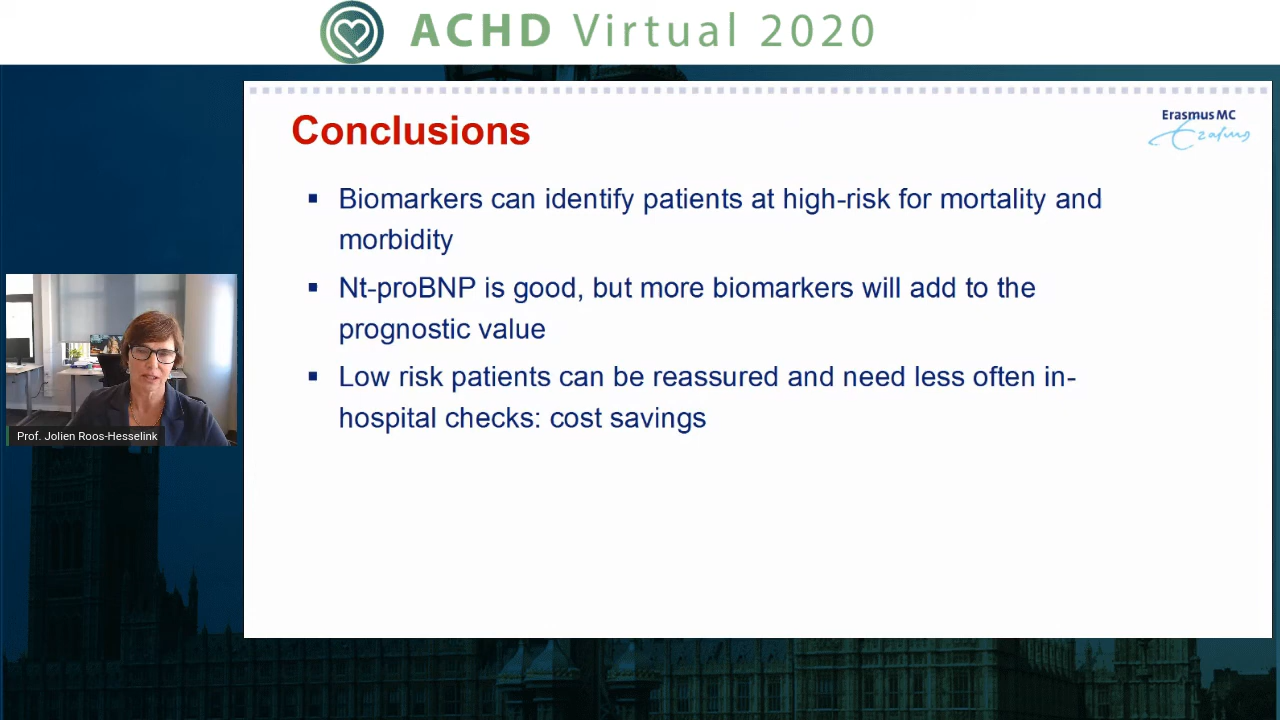 ACHD Virtual 2020
Conclusions
Erasmus MC
Erasmus
▪ Biomarkers can identify patients at high-risk for mortality and
morbidity
▪ Nt-proBNP is good, but more biomarkers will add to the
prognostic value
▪ Low risk patients can be reassured and need less often in-
hospital checks: cost savings
Prof. Jolien Roos-Hesselink